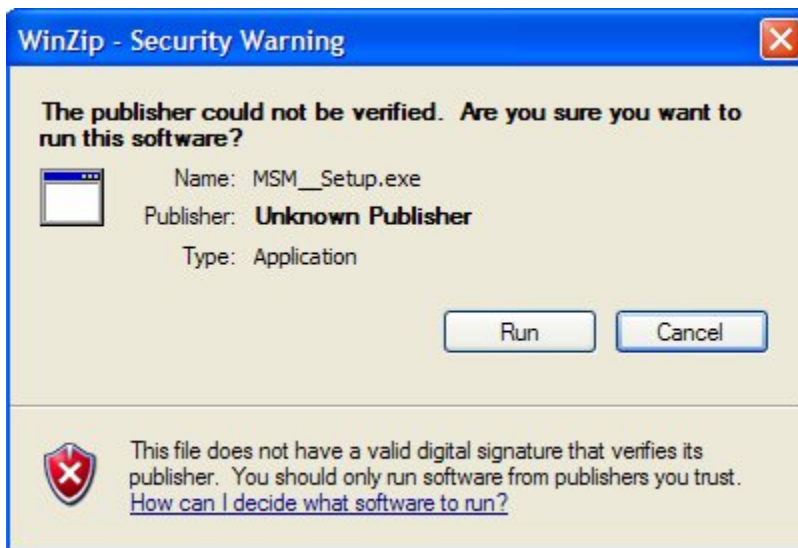 WinZip - Security Warning
The publisher could not be verified. Are you sure you want to
run this software?
Name: MSM__Setup.exe
Publisher: Unknown Publisher
Type: Application
Run Cancel
This file does not have a valid digital signature that verifies its
publisher. You should only run software from publishers you trust.
How can I decide what software to run?